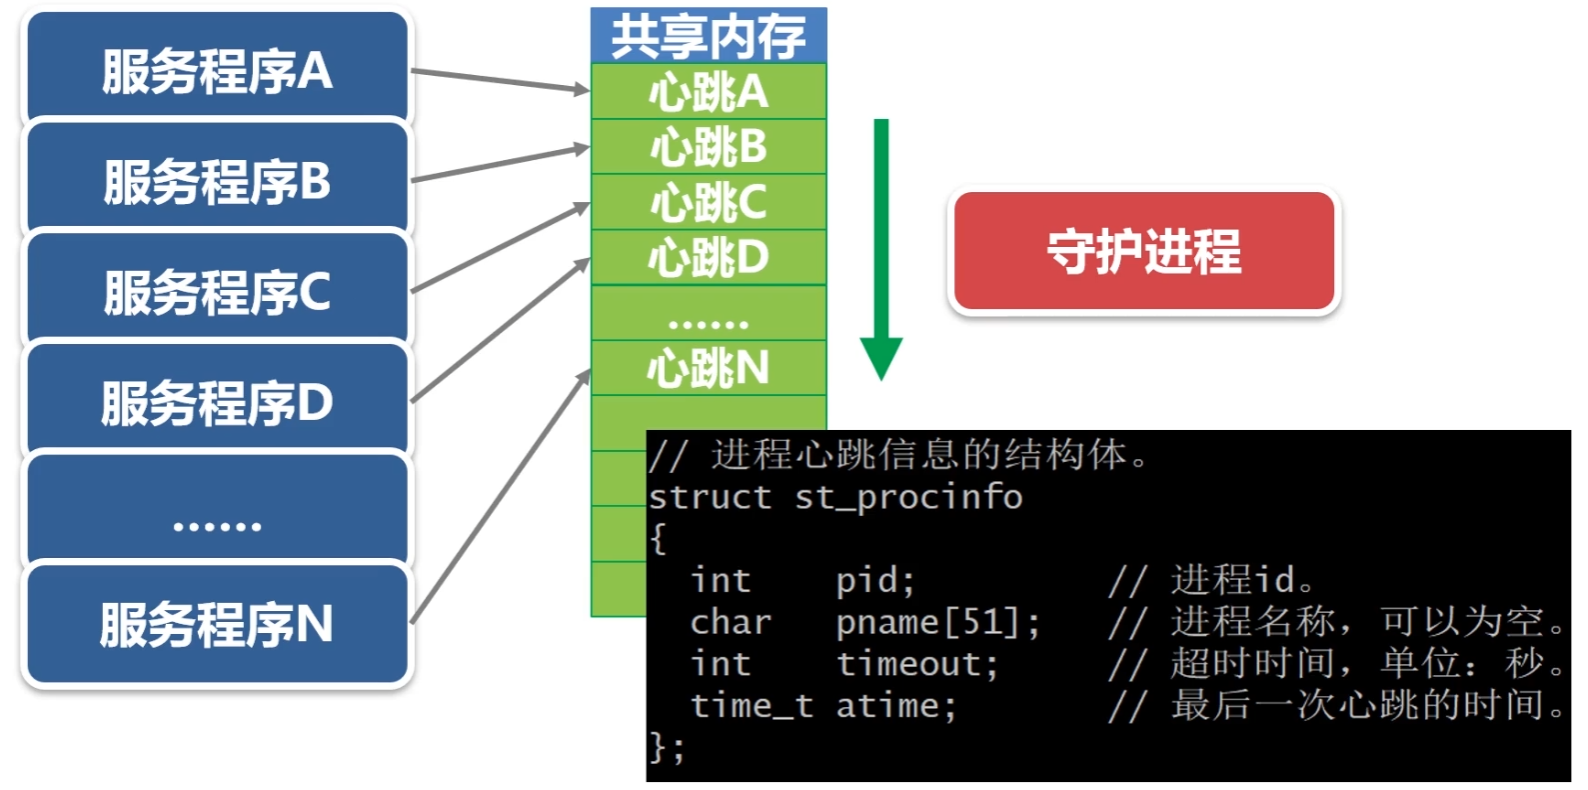 服务程序A
服务程序B
服务程序C
服务程序D
......
服务程序N
共享内存
心跳A
心跳B
心跳C
心跳D
......
心跳N
守护进程
// 进程心跳信息的结构体。
struct st_procinfo
{
  int    pid;         // 进程id。
  char   pname[51];   // 进程名称，可以为空。
  int    timeout;     // 超时时间，单位：秒。
  time_t atime;       // 最后一次心跳的时间。
};